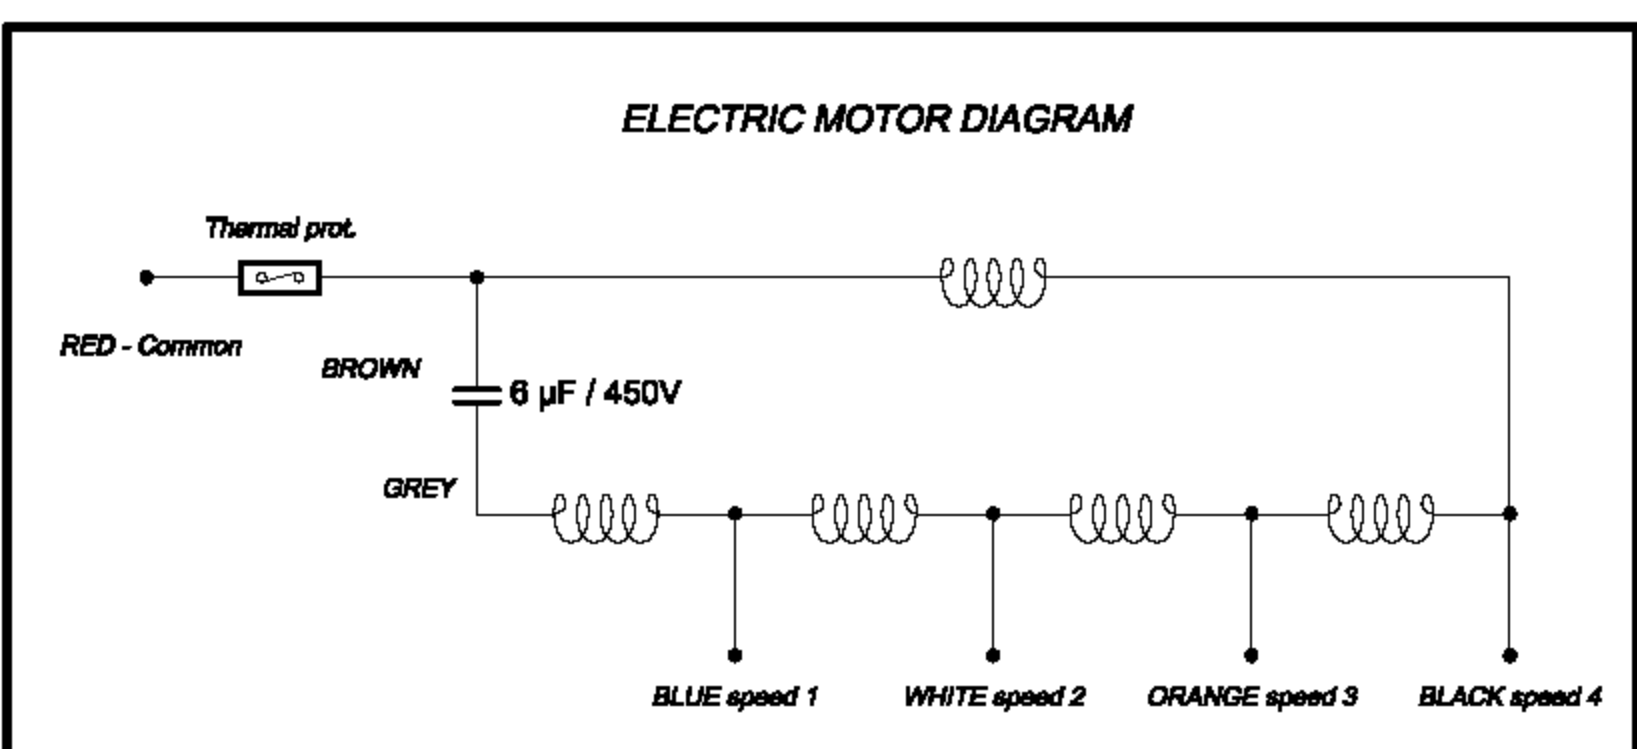 ELECTRIC MOTOR DIAGRAM
Thermal prot.
RED - Common
BROWN
6 µF / 450V
GREY
BLUE speed 1
WHITE speed 2
ORANGE speed 3
BLACK speed 4